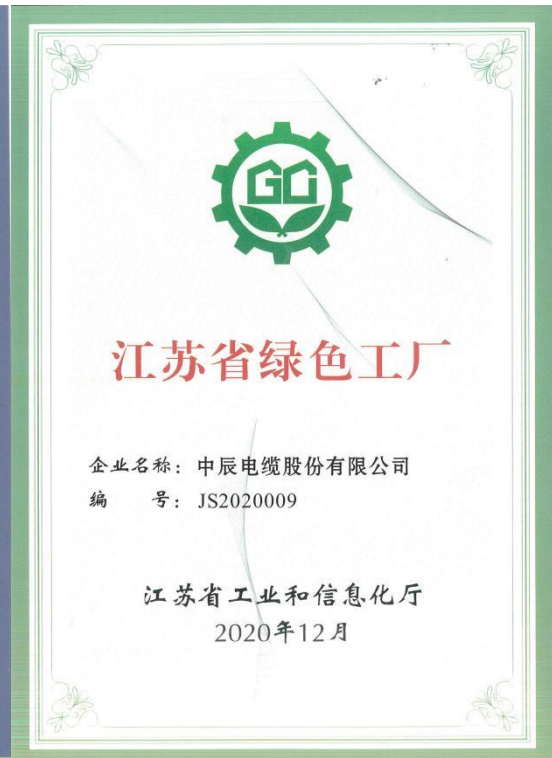 GC
江苏省绿色工厂
企业名称：中辰电缆股份有限公司
编　号：JS2020009
江苏省工业和信息化厅
2020年12月